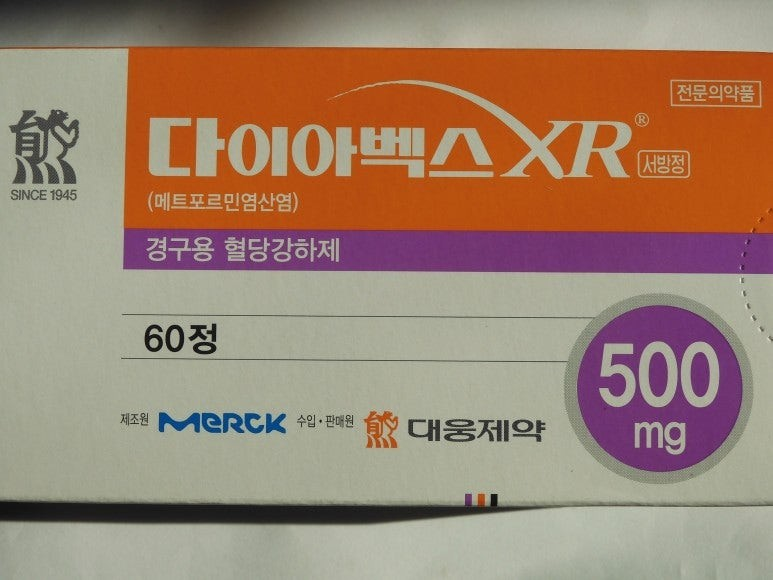 전문의약품
다이아벡스 XR® 서방정
(메트포르민염산염)
SINCE 1945
경구용 혈당강하제
60정
500
mg
제조원 MERCK 수입·판매원 대웅제약